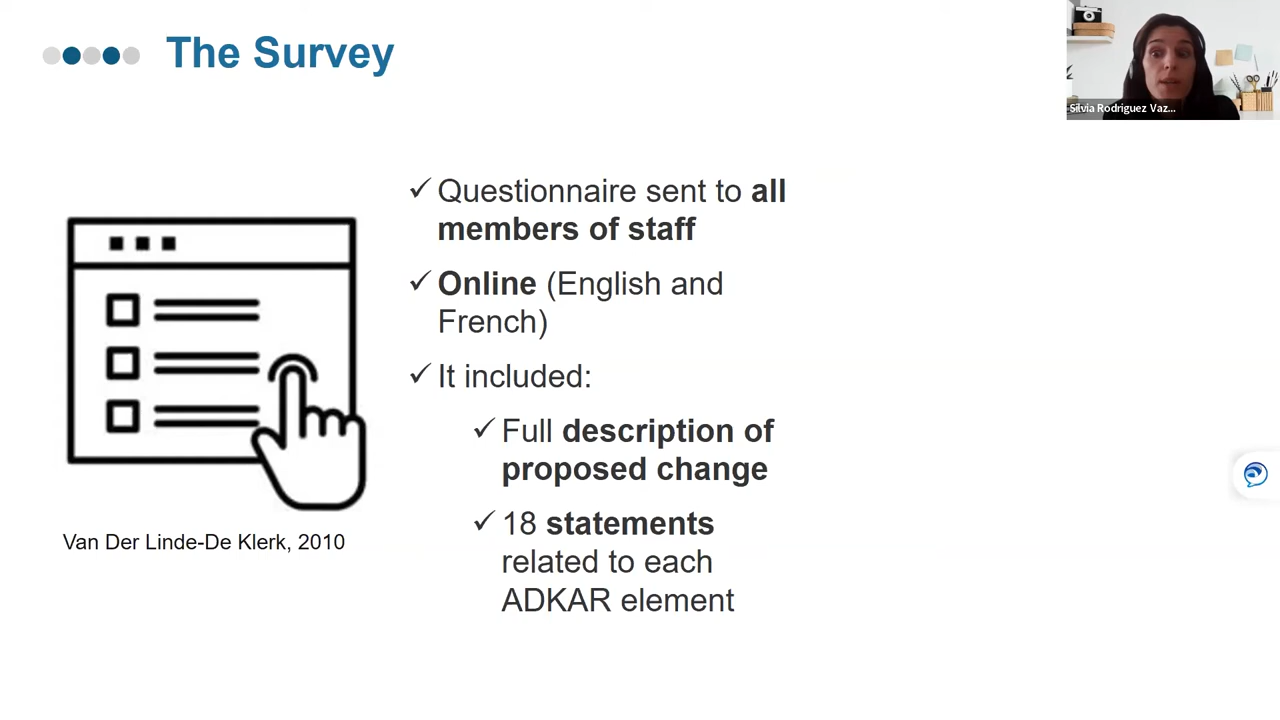 The Survey
Silvia Rodriguez Vaz...
Questionnaire sent to all
members of staff
Online (English and
French)
It included:
Full description of
proposed change
18 statements
related to each
ADKAR element
Van Der Linde-De Klerk, 2010